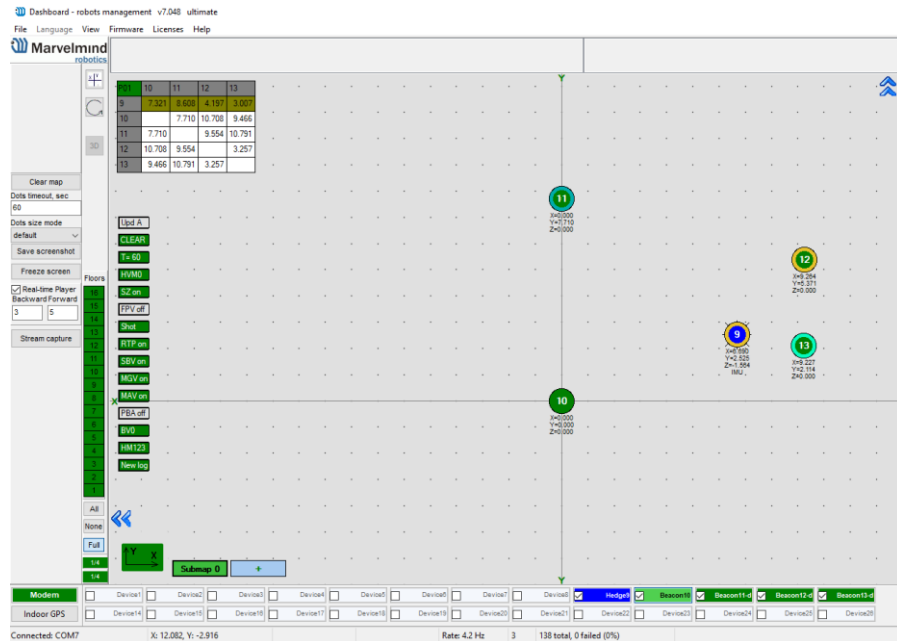 Dashboard - robots management v7.048 ultimate
File Language View Firmware Licenses Help
Marvelmind
robotics
Y
P01 10 11 12 13
9 7.321 8.608 4.197 3.007
10 7.710 10.708 9.466
11 7.710 9.554 10.791
12 10.708 9.554 3.257
13 9.466 10.791 3.257
3D
Clear map
Dots timeout, sec
60
Dots size mode
default
Save screenshot
Freeze screen
Real-time Player
Backward Forward
3 5
Stream capture
Floors
16
15
14
13
12
11
10
9
8
7
6
5
4
3
2
1
All
None
Full
1/4
1/4
Upd A
CLEAR
T= 60
HVM0
SZ on
FPV off
Shot
RTP on
SBV on
MGV on
MAV on
PBA off
BV0
HM123
New log
11
X=0.000
Y=7.710
Z=0.000
12
X=9.264
Y=5.371
Z=0.000
9
X=6.690
Y=2.525
Z=-1.564
IMU
13
X=9.227
Y=2.114
Z=0.000
X
10
X=0.000
Y=0.000
Z=0.000
Y X
Submap 0 +
Y
Modem Device1 Device2 Device3 Device4 Device5 Device6 Device7 Device8 Hedge9 Beacon10 Beacon11-d Beacon12-d Beacon13-d
Indoor GPS Device14 Device15 Device16 Device17 Device18 Device19 Device20 Device21 Device22 Device23 Device24 Device25 Device26
Connected: COM7 X: 12.082, Y: -2.916 Rate: 4.2 Hz 3 138 total, 0 failed (0%)